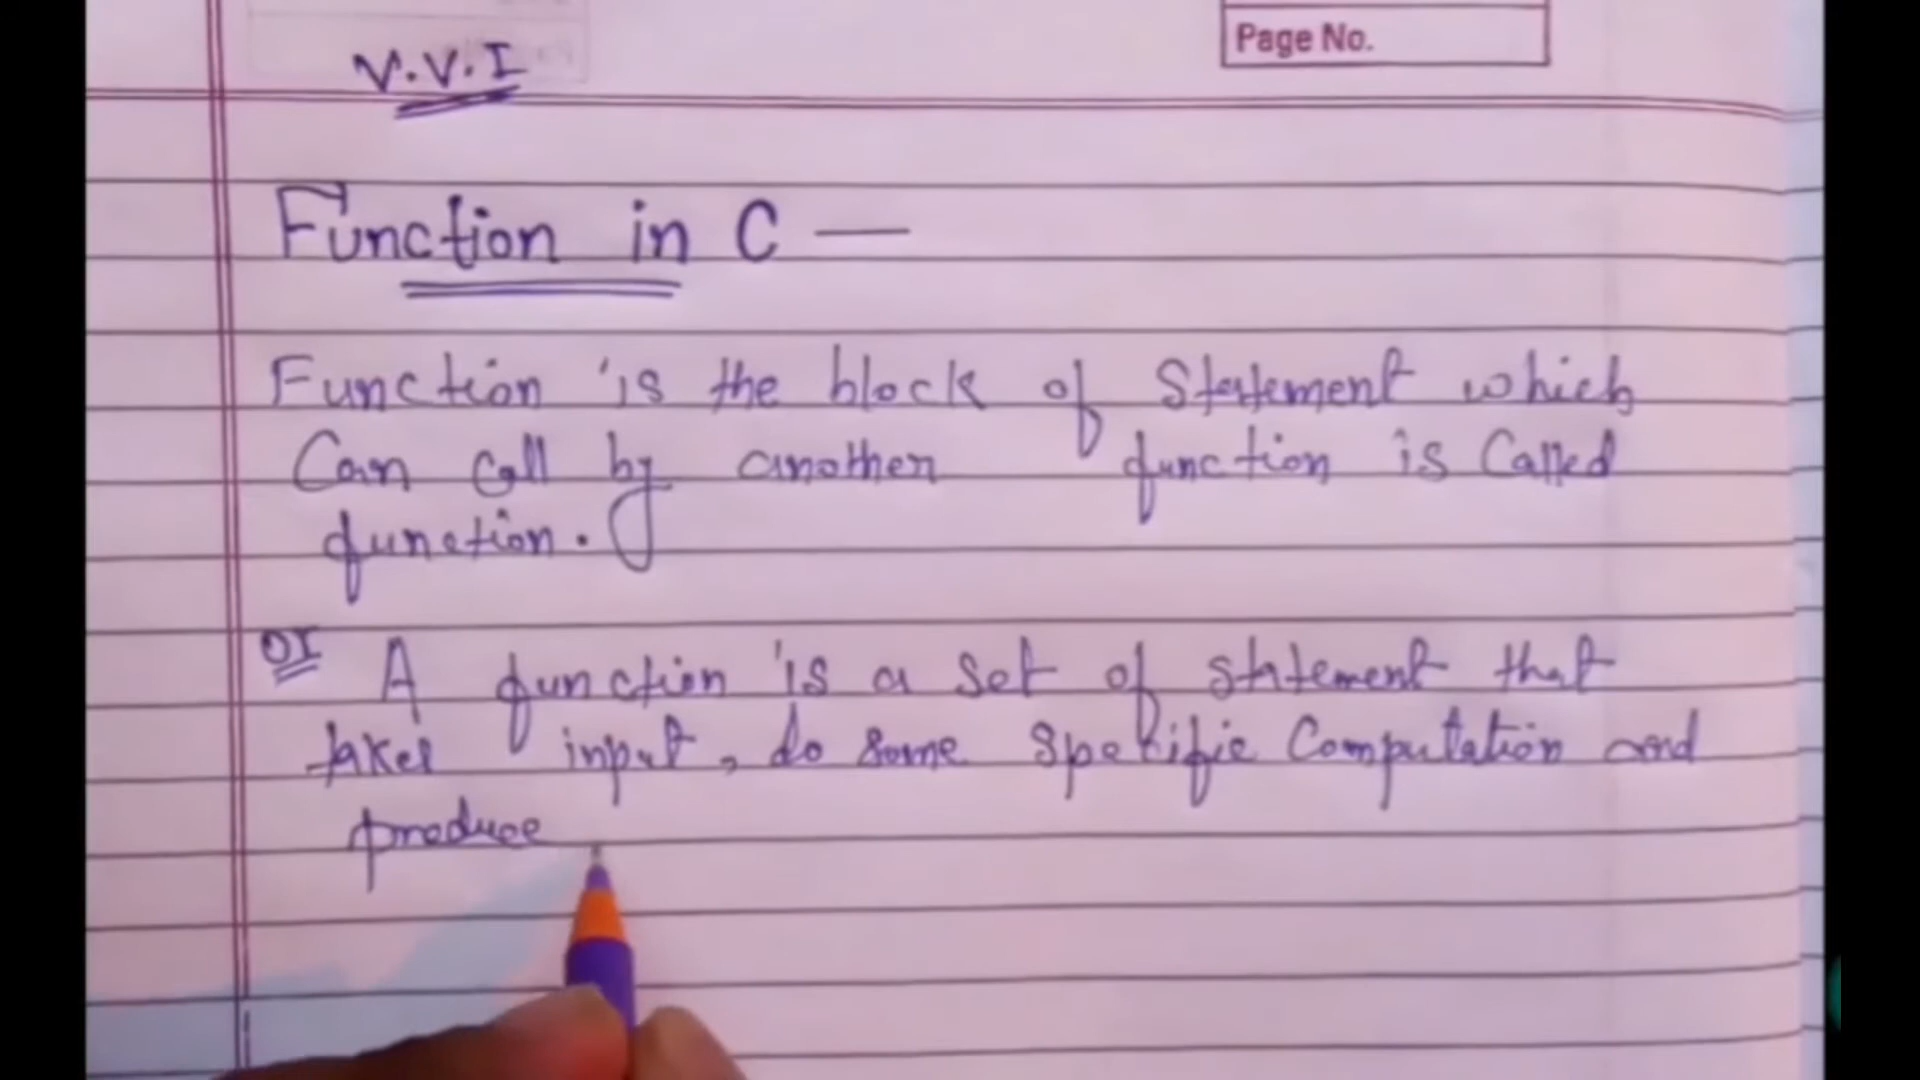 Page No.
V.V.I
Function in C —
Function is the block of Statement which
Can Call by another function is Called
function.
OR A function is a set of statement that
takes input, do some specific Computation and
produce